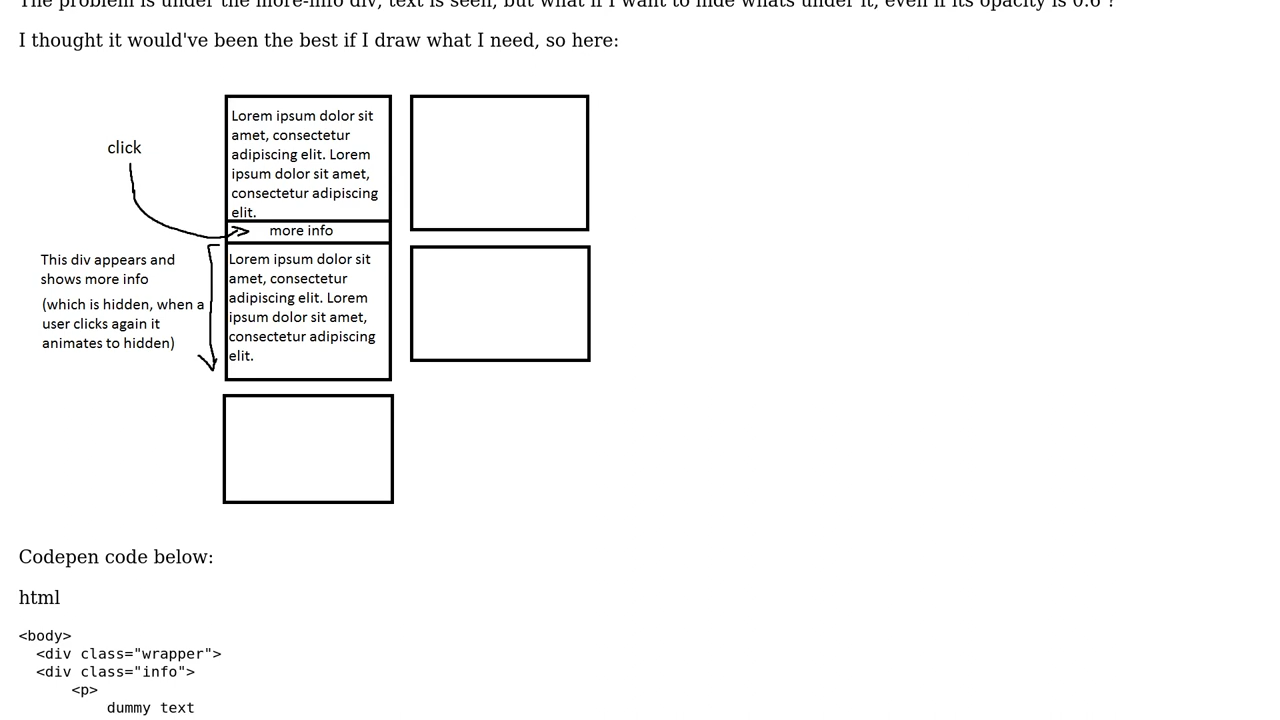 The problem is under the more-info div, text is seen, but what if I want to hide whats under it, even if its opacity is 0.6 ?
I thought it would've been the best if I draw what I need, so here:
Lorem ipsum dolor sit
amet, consectetur
adipiscing elit. Lorem
ipsum dolor sit amet,
consectetur adipiscing
elit.
click
more info
This div appears and
shows more info
(which is hidden, when a
user clicks again it
animates to hidden)
Lorem ipsum dolor sit
amet, consectetur
adipiscing elit. Lorem
ipsum dolor sit amet,
consectetur adipiscing
elit.
Codepen code below:
html
<body>
  <div class="wrapper">
  <div class="info">
      <p>
          dummy text